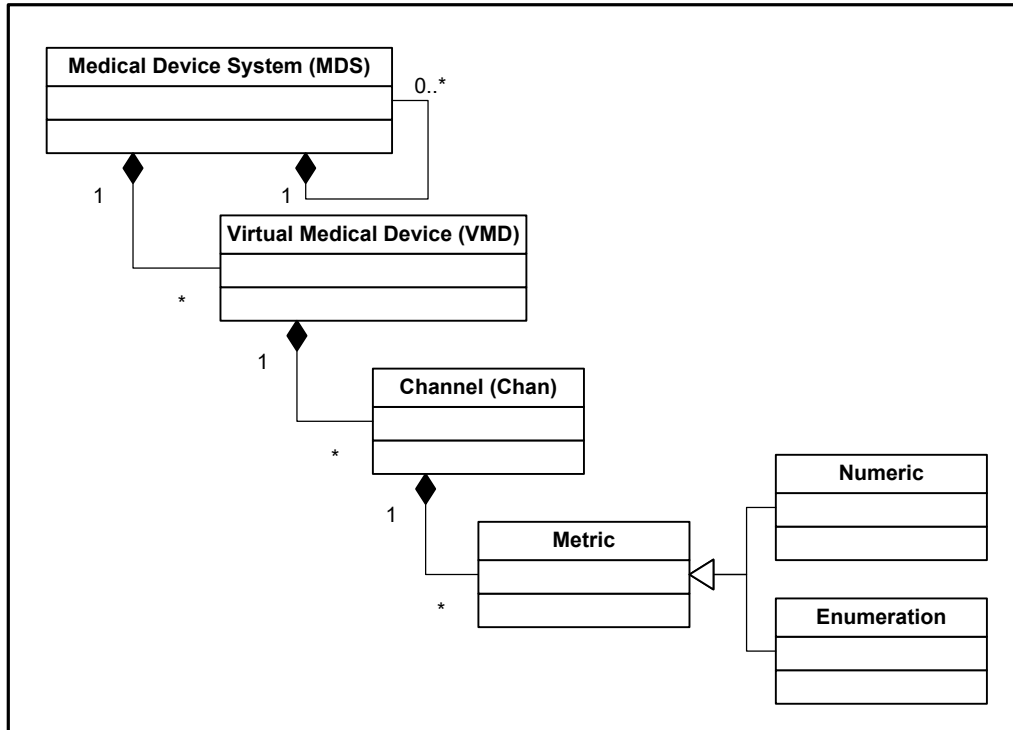 Medical Device System (MDS)
0..*
1
1
Virtual Medical Device (VMD)
*
1
Channel (Chan)
*
1
Numeric
Metric
*
Enumeration